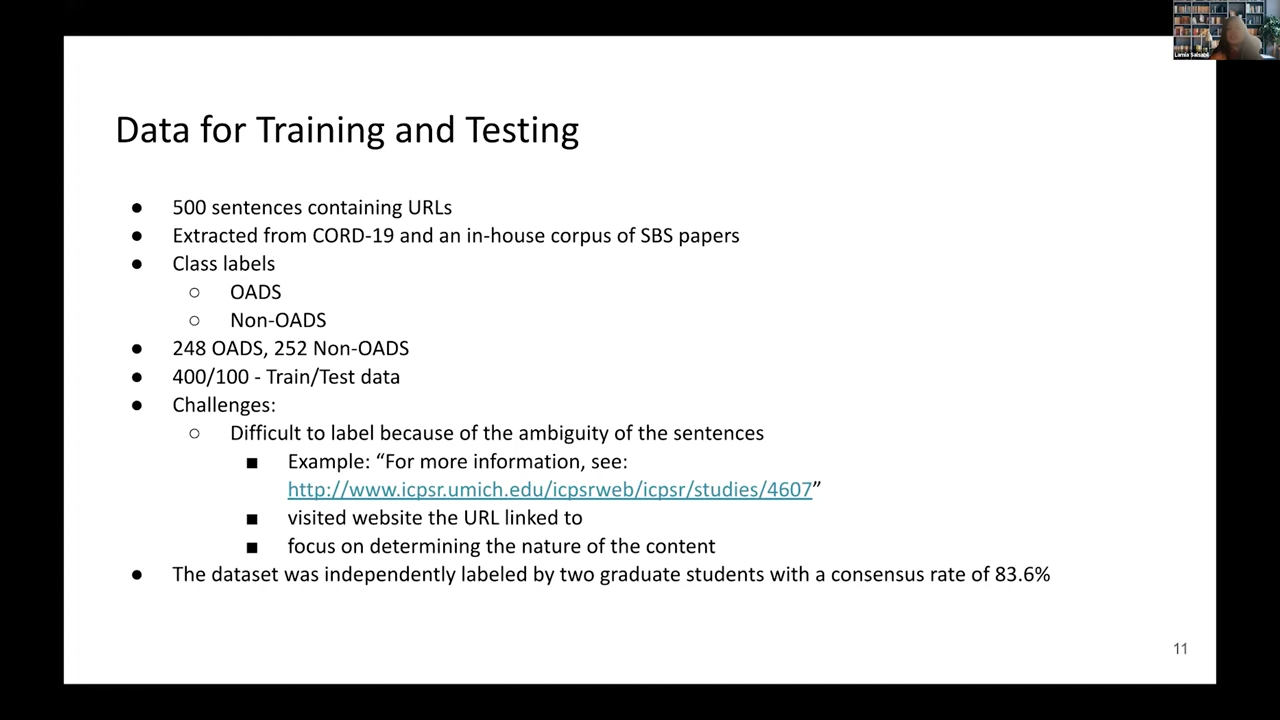 Lamia Salsabil
Data for Training and Testing
● 500 sentences containing URLs
● Extracted from CORD-19 and an in-house corpus of SBS papers
● Class labels
○ OADS
○ Non-OADS
● 248 OADS, 252 Non-OADS
● 400/100 - Train/Test data
● Challenges:
○ Difficult to label because of the ambiguity of the sentences
■ Example: “For more information, see:
http://www.icpsr.umich.edu/icpsrweb/icpsr/studies/4607”
■ visited website the URL linked to
■ focus on determining the nature of the content
● The dataset was independently labeled by two graduate students with a consensus rate of 83.6%
11